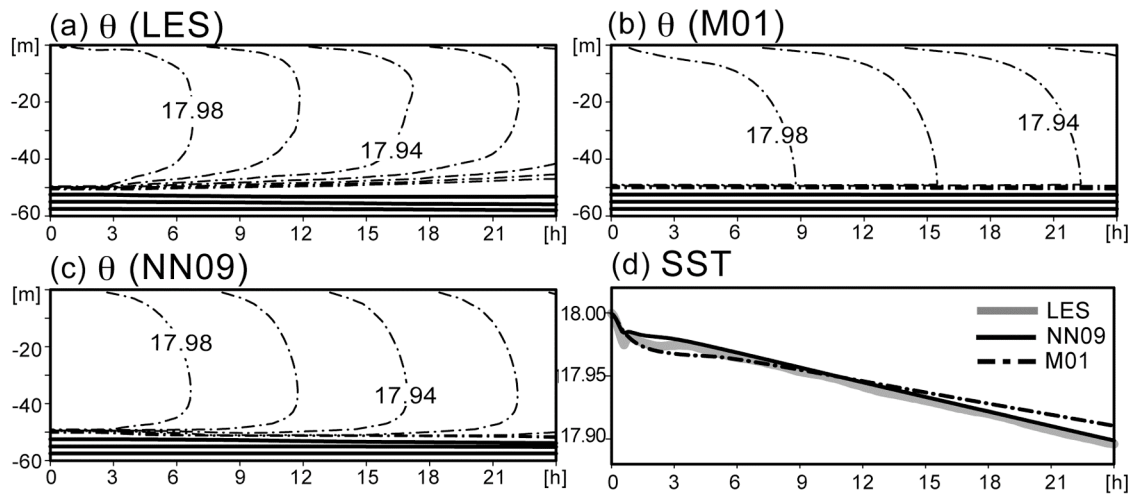 (a) θ (LES)
[m]
-20
-40
-60
17.98
17.94
0 3 6 9 12 15 18 21 [h]
(b) θ (M01)
[m]
-20
-40
-60
17.98
17.94
0 3 6 9 12 15 18 21 [h]
(c) θ (NN09)
[m]
-20
-40
-60
17.98
17.94
0 3 6 9 12 15 18 21 [h]
(d) SST
18.00
17.95
17.90
LES
NN09
M01
0 3 6 9 12 15 18 21 [h]